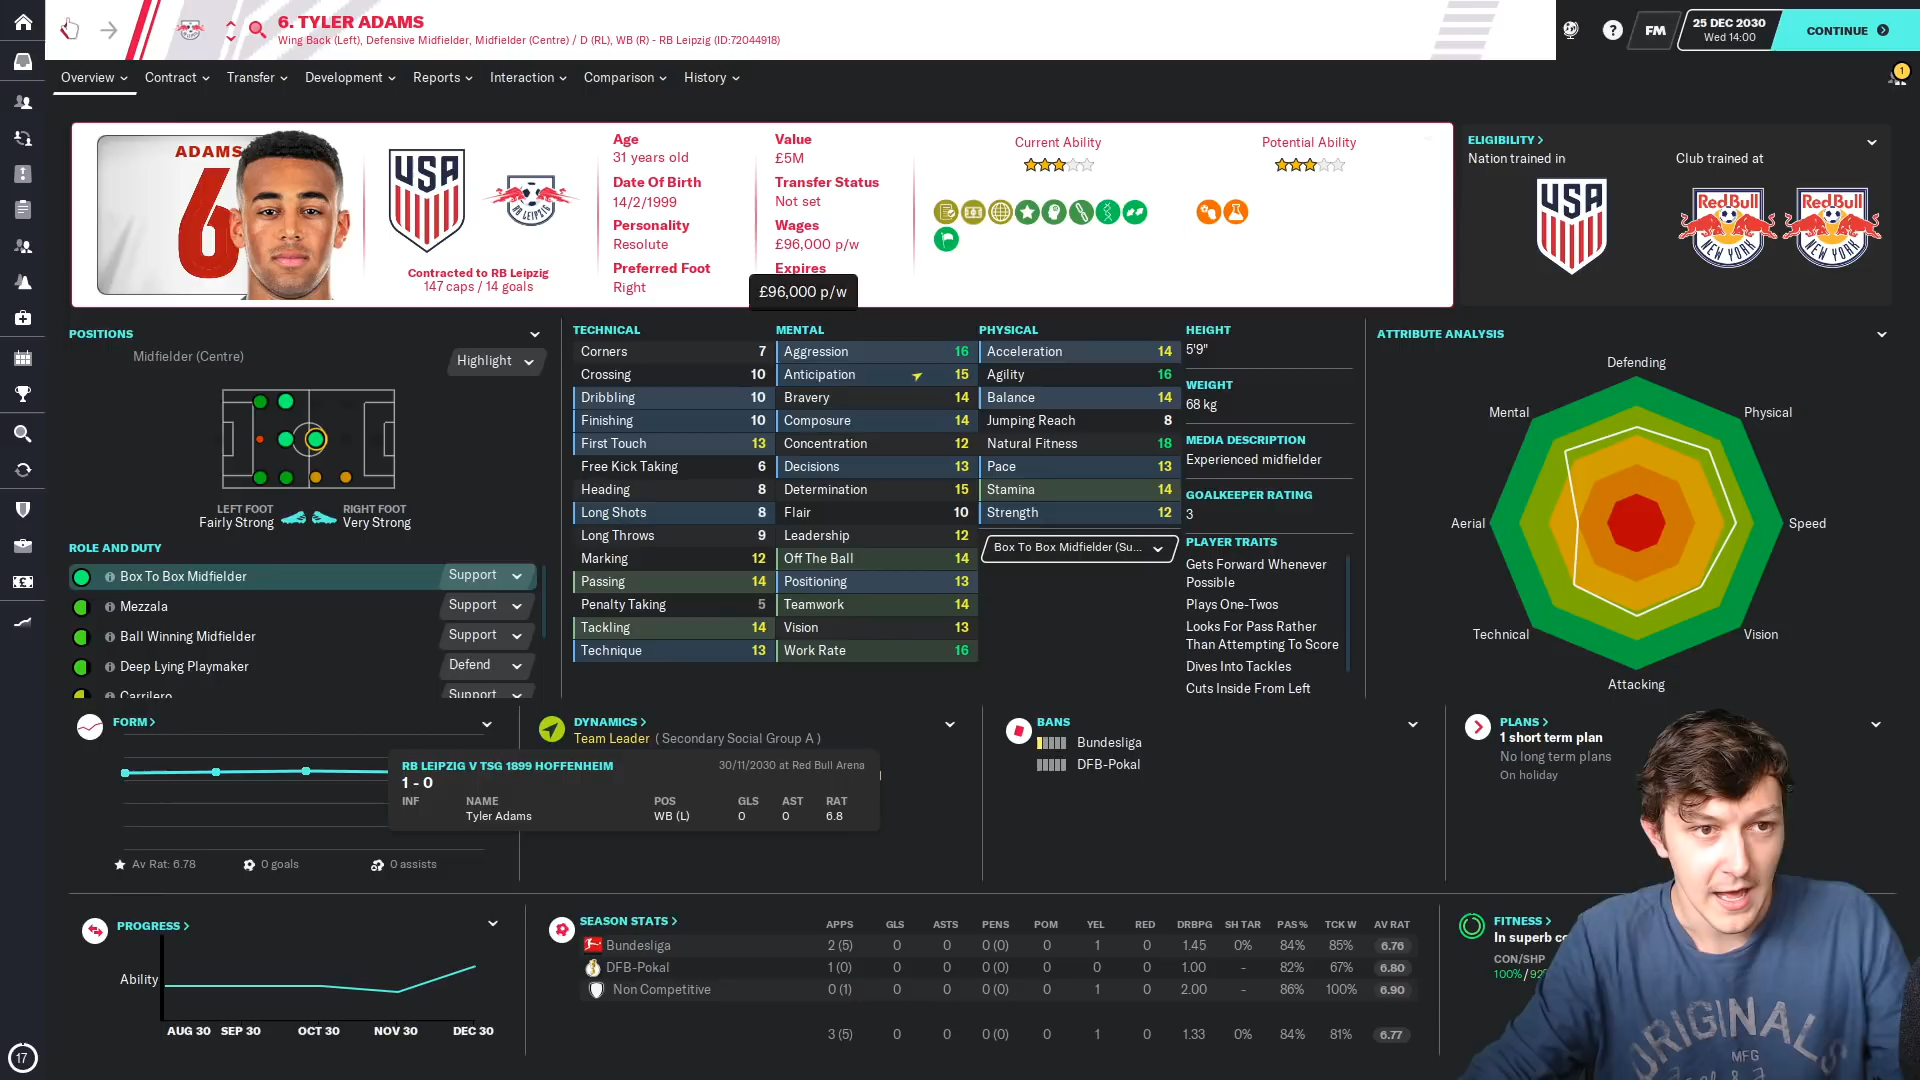 6. TYLER ADAMS
Wing Back (Left), Defensive Midfielder, Midfielder (Centre) / D (RL), WB (R) - RB Leipzig (ID:72044918)
FM
25 DEC 2030
Wed 14:00
CONTINUE
Overview
Contract
Transfer
Development
Reports
Interaction
Comparison
History
1
ADAMS
6
USA
RB LEIPZIG
Contracted to RB Leipzig
147 caps / 14 goals
Age
31 years old
Date Of Birth
14/2/1999
Personality
Resolute
Preferred Foot
Right
Value
£5M
Transfer Status
Not set
Wages
£96,000 p/w
Expires
£96,000 p/w
Current Ability
Potential Ability
ELIGIBILITY >
Nation trained in
Club trained at
USA
Red Bull
NEW YORK
Red Bull
NEW YORK
POSITIONS
Midfielder (Centre)
Highlight
LEFT FOOT
Fairly Strong
RIGHT FOOT
Very Strong
ROLE AND DUTY
Box To Box Midfielder Support
Mezzala Support
Ball Winning Midfielder Support
Deep Lying Playmaker Defend
Carrilero Support
TECHNICAL
Corners 7
Crossing 10
Dribbling 10
Finishing 10
First Touch 13
Free Kick Taking 6
Heading 8
Long Shots 8
Long Throws 9
Marking 12
Passing 14
Penalty Taking 5
Tackling 14
Technique 13
MENTAL
Aggression 16
Anticipation 15
Bravery 14
Composure 14
Concentration 12
Decisions 13
Determination 15
Flair 10
Leadership 12
Off The Ball 14
Positioning 13
Teamwork 14
Vision 13
Work Rate 16
PHYSICAL
Acceleration 14
Agility 16
Balance 14
Jumping Reach 8
Natural Fitness 18
Pace 13
Stamina 14
Strength 12
Box To Box Midfielder (Su...
HEIGHT
5'9"
WEIGHT
68 kg
MEDIA DESCRIPTION
Experienced midfielder
GOALKEEPER RATING
3
PLAYER TRAITS
Gets Forward Whenever
Possible
Plays One-Twos
Looks For Pass Rather
Than Attempting To Score
Dives Into Tackles
Cuts Inside From Left
ATTRIBUTE ANALYSIS
Defending
Mental
Physical
Aerial
Speed
Technical
Vision
Attacking
FORM >
Av Rat: 6.78
0 goals
0 assists
DYNAMICS >
Team Leader ( Secondary Social Group A )
RB LEIPZIG V TSG 1899 HOFFENHEIM 30/11/2030 at Red Bull Arena
1 - 0
INF NAME POS GLS AST RAT
Tyler Adams WB (L) 0 0 6.8
BANS
Bundesliga
DFB-Pokal
PLANS >
1 short term plan
No long term plans
On holiday
PROGRESS >
Ability
AUG 30 SEP 30 OCT 30 NOV 30 DEC 30
SEASON STATS > APPS GLS ASTS PENS POM YEL RED DRBPG SH TAR PAS% TCK W AV RAT
Bundesliga 2 (5) 0 0 0 (0) 0 1 0 1.45 0% 84% 85% 6.76
DFB-Pokal 1 (0) 0 0 0 (0) 0 0 0 1.00 - 82% 67% 6.80
Non Competitive 0 (1) 0 0 0 (0) 0 1 0 2.00 - 86% 100% 6.90
3 (5) 0 0 0 (0) 0 1 0 1.33 0% 84% 81% 6.77
FITNESS >
In superb
CON/SHP
100% /
17
ORIGINAL
MFG